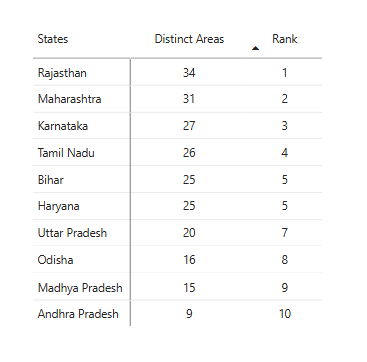 States Distinct Areas Rank
Rajasthan 34 1
Maharashtra 31 2
Karnataka 27 3
Tamil Nadu 26 4
Bihar 25 5
Haryana 25 5
Uttar Pradesh 20 7
Odisha 16 8
Madhya Pradesh 15 9
Andhra Pradesh 9 10